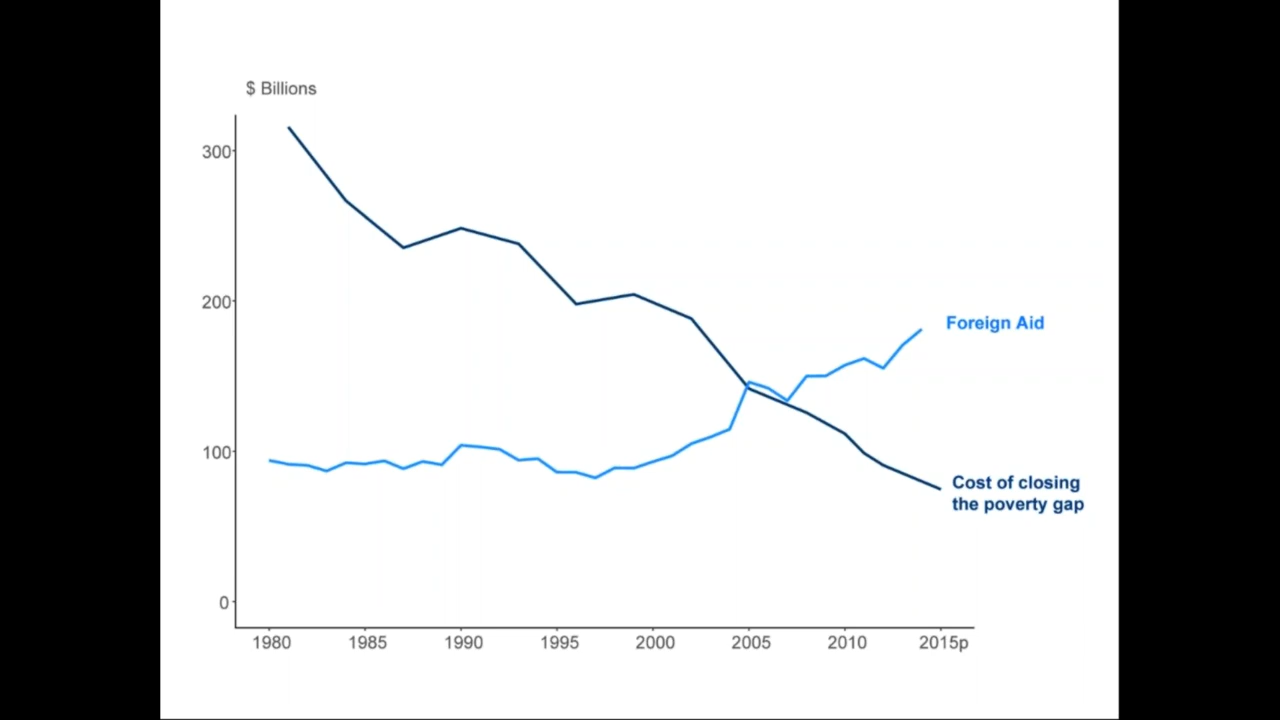 $ Billions
300
200
100
0
Foreign Aid
Cost of closing
the poverty gap
1980 1985 1990 1995 2000 2005 2010 2015p